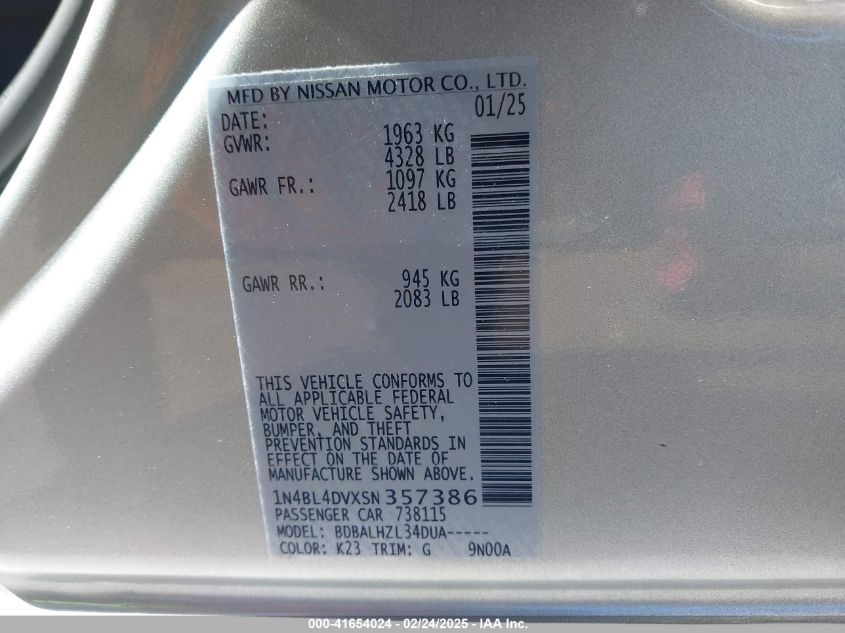 MFD BY NISSAN MOTOR CO., LTD.
DATE: 01/25
GVWR: 1963 KG
4328 LB
GAWR FR.: 1097 KG
2418 LB
GAWR RR.: 945 KG
2083 LB
THIS VEHICLE CONFORMS TO
ALL APPLICABLE FEDERAL
MOTOR VEHICLE SAFETY,
BUMPER, AND THEFT
PREVENTION STANDARDS IN
EFFECT ON THE DATE OF
MANUFACTURE SHOWN ABOVE.
1N4BL4DVXSN357386
PASSENGER CAR 738115
MODEL: BDBALHZL34DUA-----
COLOR: K23 TRIM: G 9N00A
000-41654024 - 02/24/2025 - IAA Inc.